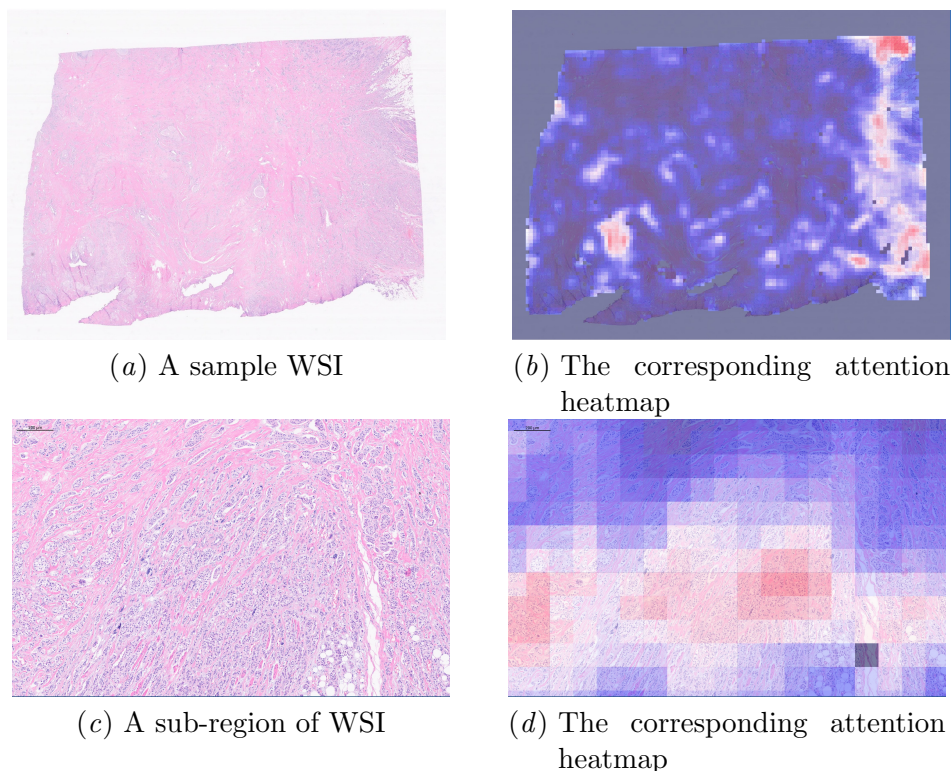 (a) A sample WSI
(b) The corresponding attention
heatmap
(c) A sub-region of WSI
(d) The corresponding attention
heatmap